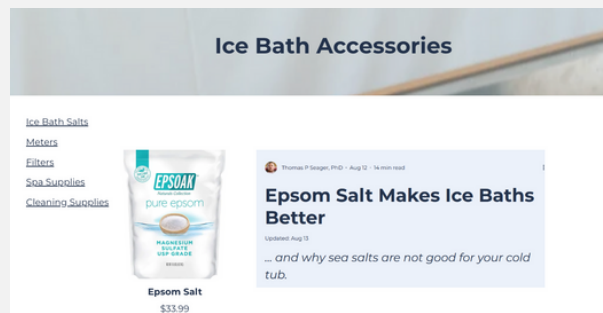 Ice Bath Accessories
Ice Bath Salts
Meters
Filters
Spa Supplies
Cleaning Supplies
EPSOAK
pure epsom
MAGNESIUM
SULFATE
USP GRADE
Epsom Salt
$33.99
Thomas P Seager, PhD · Aug 12 · 14 min read
Epsom Salt Makes Ice Baths
Better
Updated: Aug 13
... and why sea salts are not good for your cold
tub.